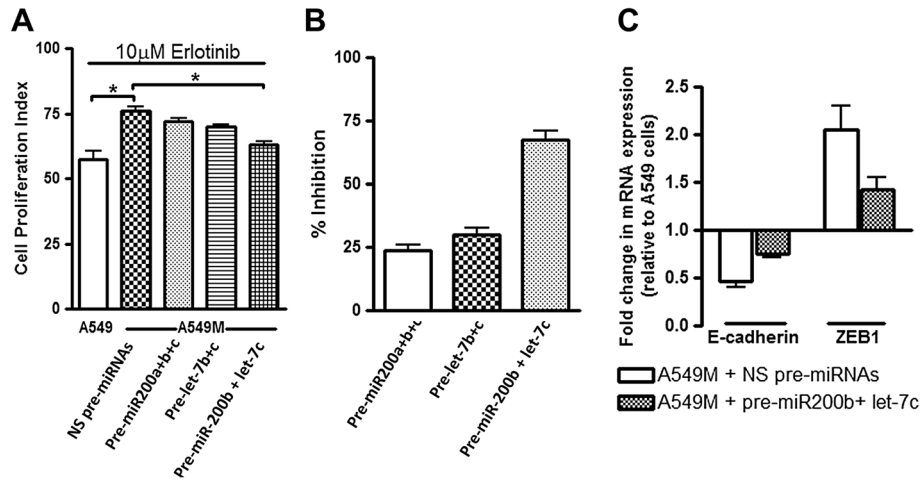 A
10μM Erlotinib
Cell Proliferation Index
100
75
50
25
0
*
*
A549
A549M
NS pre-miRNAs
Pre-miR200a+b+c
Pre-let-7b+c
Pre-miR-200b + let-7c
B
% Inhibition
100
75
50
25
0
Pre-miR200a+b+c
Pre-let-7b+c
Pre-miR-200b + let-7c
C
Fold change in mRNA expression
(relative to A549 cells)
2.5
2.0
1.5
1.0
0.5
0.0
E-cadherin
ZEB1
A549M + NS pre-miRNAs
A549M + pre-miR200b+ let-7c